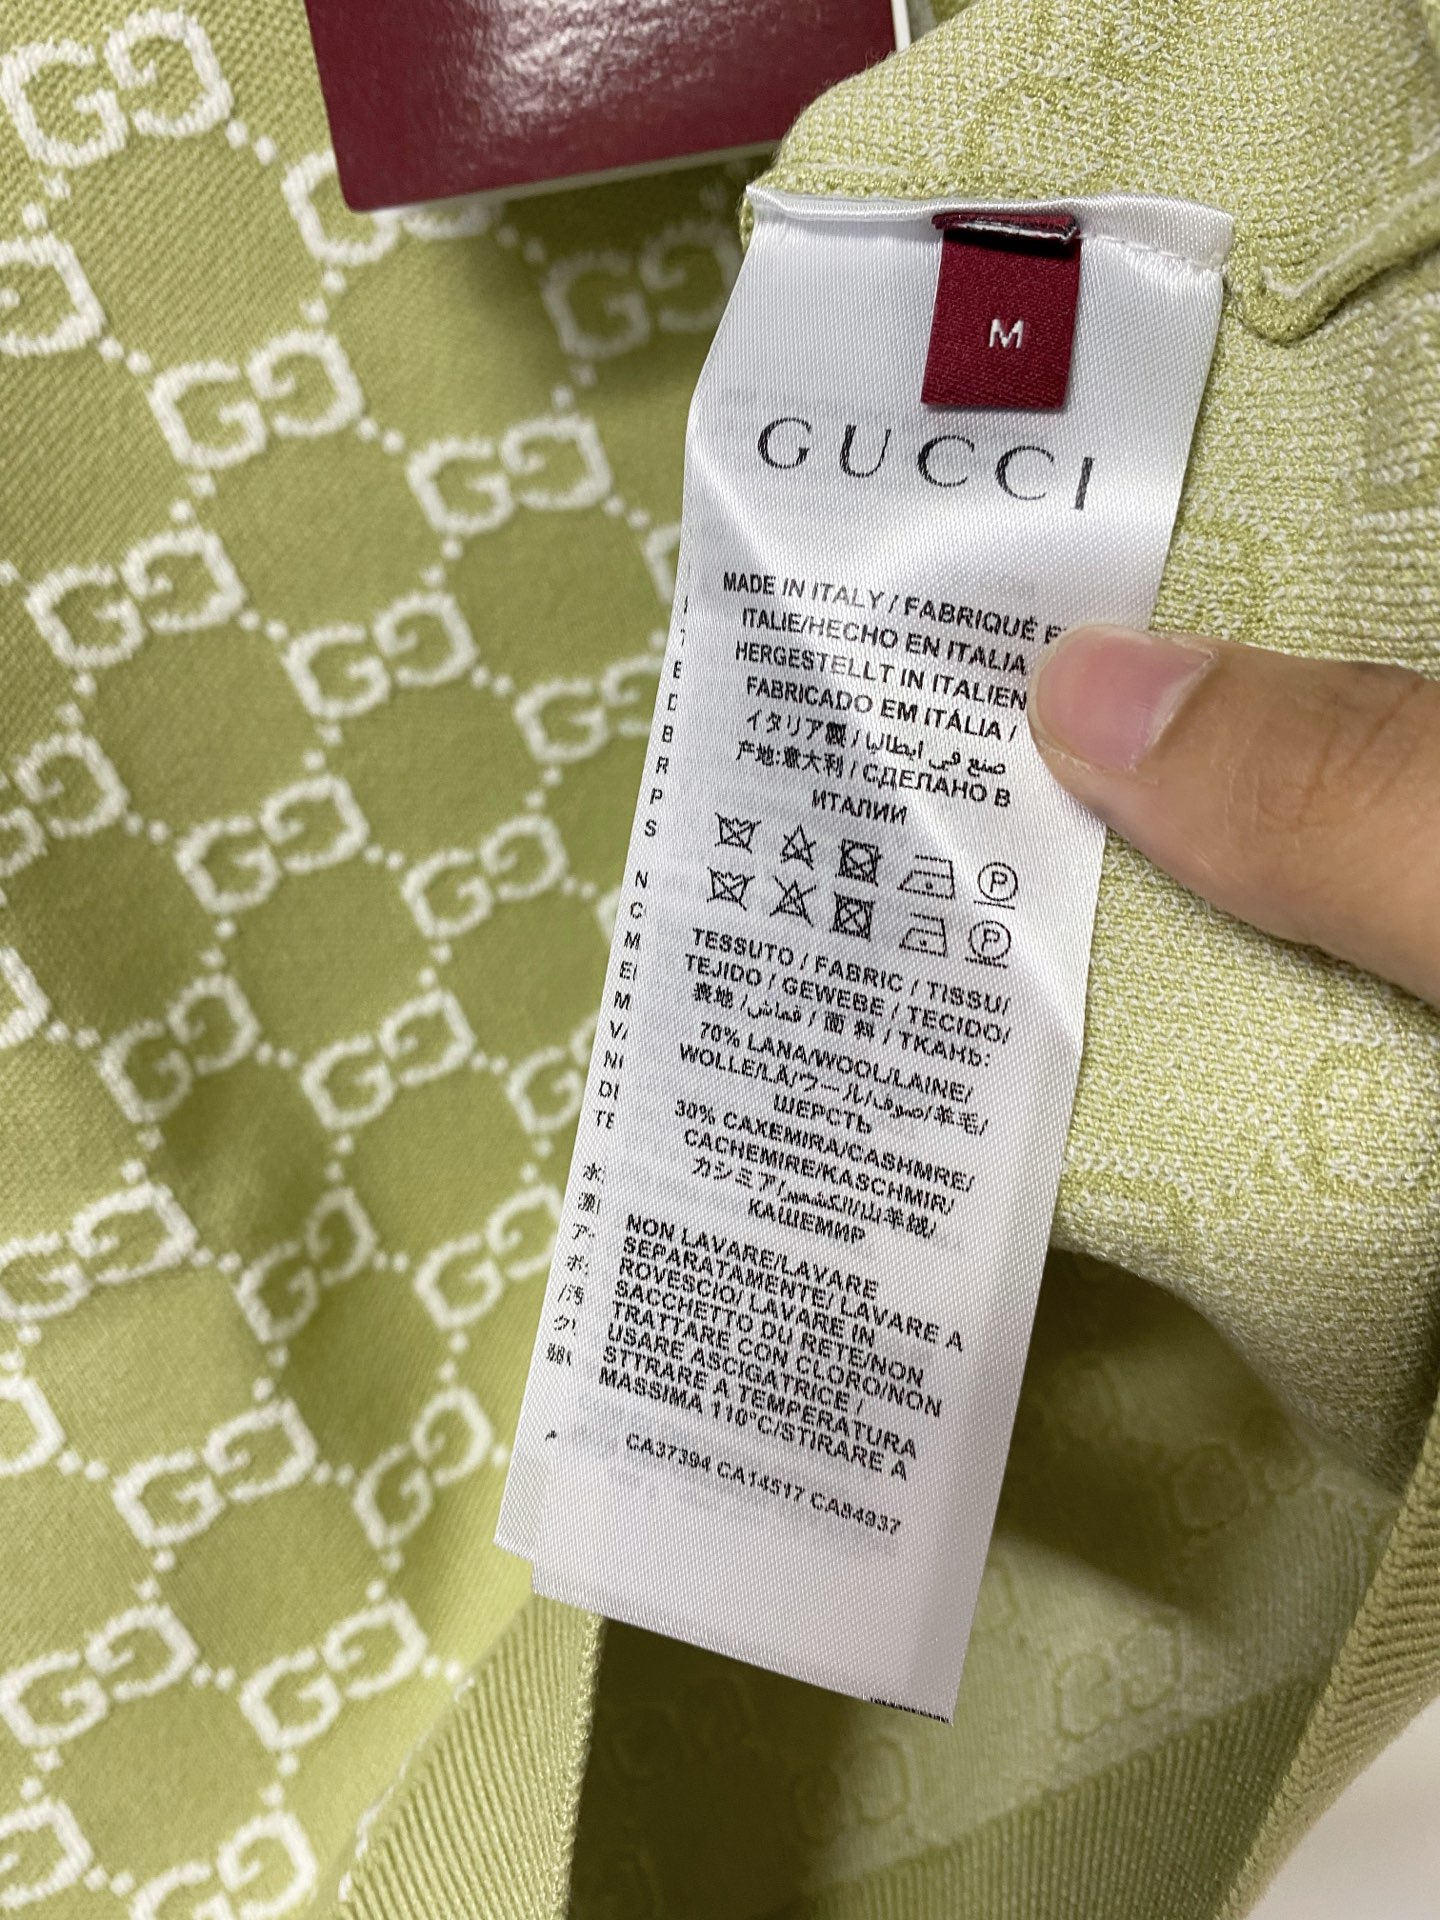 M
GUCCI
MADE IN ITALY / FABRIQUÉ E
ITALIE/HECHO EN ITALIA
HERGESTELLT IN ITALIEN
FABRICADO EM ITÁLIA /
イタリア製 / صنع في ايطاليا
产地:意大利 / СДЕЛАНО В
ИТАЛИИ
P
P
TESSUTO / FABRIC / TISSU/
TEJIDO / GEWEBE / TECIDO/
表地 / قماش / 面 料 / ТКАНЬ:
70% LANA/WOOL/LAINE/
WOLLE/LÃ/ウール/صوف/羊毛/
ШЕРСТЬ
30% CAXEMIRA/CASHMRE/
CACHEMIRE/KASCHMIR/
カシミア/الكشمير/山羊绒/
КАШЕМИР
NON LAVARE/LAVARE
SEPARATAMENTE/ LAVARE A
ROVESCIO/ LAVARE IN
SACCHETTO DU RETE/NON
TRATTARE CON CLORO/NON
USARE ASCIGATRICE /
STTRARE A TEMPERATURA
MASSIMA 110°C/STIRARE A
CA37394 CA14517 CA84937